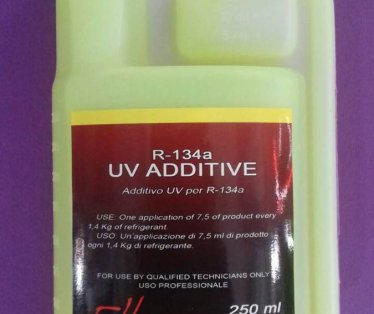 R-134a
UV ADDITIVE
Additivo UV per R-134a
USE: One application of 7,5 of product every
1,4 Kg of refrigerant.
USO: Un'applicazione di 7,5 ml di prodotto
ogni 1,4 Kg di refrigerante.
FOR USE BY QUALIFIED TECHNICIANS ONLY
USO PROFESSIONALE
250 ml